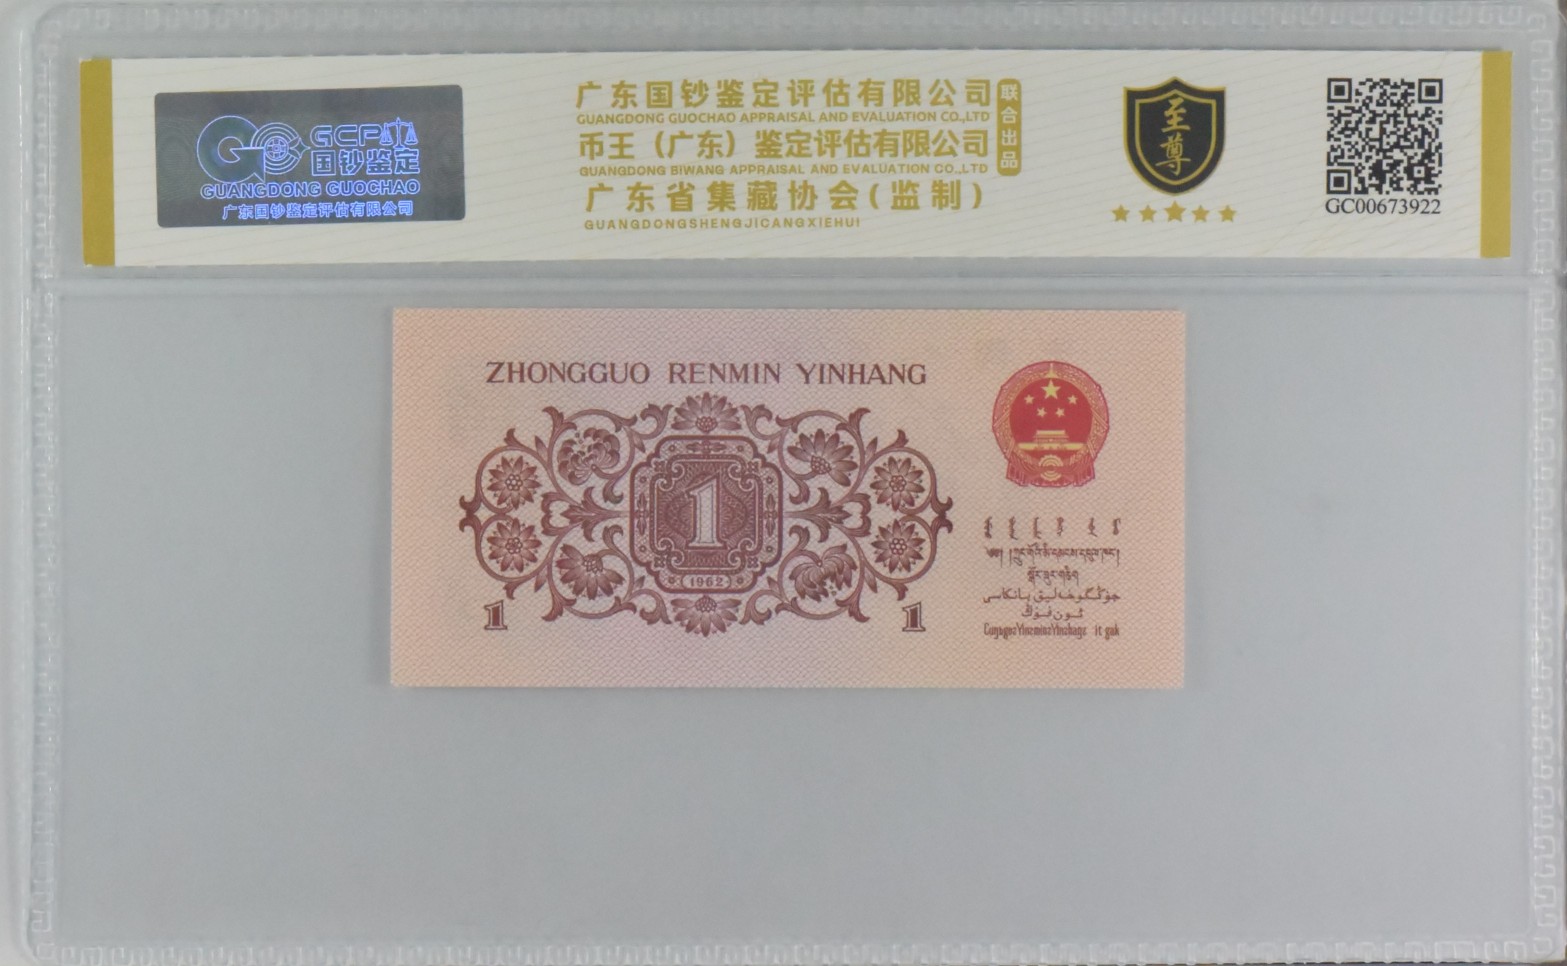 GCP
国钞鉴定
GUANGDONG GUOCHAO
广东国钞鉴定评估有限公司
广东国钞鉴定评估有限公司
GUANGDONG GUOCHAO APPRAISAL AND EVALUATION CO.,LTD
币王（广东）鉴定评估有限公司
GUANGDONG BIWANG APPRAISAL AND EVALUATION CO.,LTD
广东省集藏协会(监制)
GUANGDONGSHENGJICANGXIEHUI
联合出品
至尊
GC00673922
ZHONGGUO RENMIN YINHANG
1
(1962)
1
1
جۇڭگو خەلىق بانكاسى